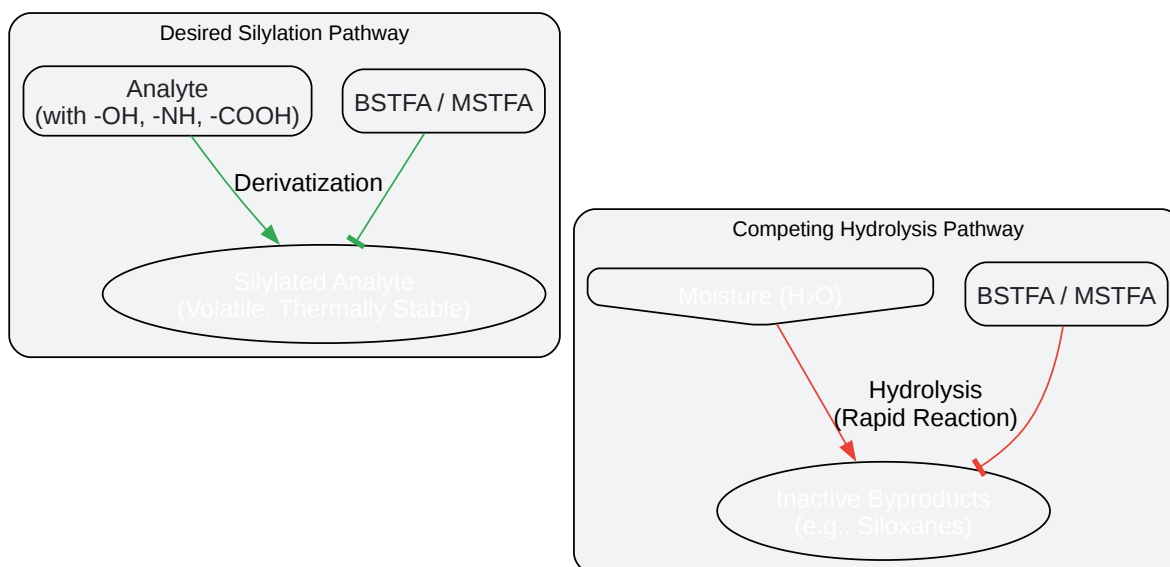 Desired Silylation Pathway
Analyte
(with -OH, -NH, -COOH)
BSTFA / MSTFA
Derivatization
Silylated Analyte
(Volatile, Thermally Stable)
Competing Hydrolysis Pathway
Moisture (H₂O)
BSTFA / MSTFA
Hydrolysis
(Rapid Reaction)
Inactive Byproducts
(e.g., Siloxanes)